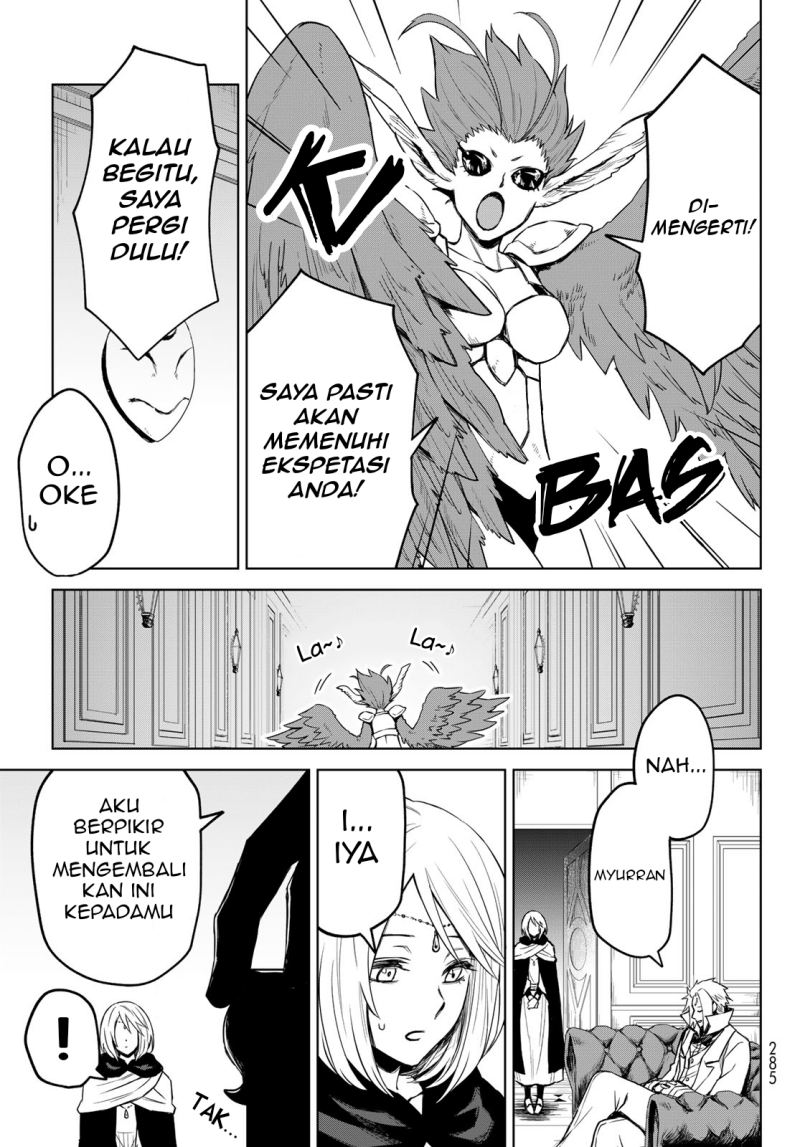 DI-
MENGERTI!
SAYA PASTI
AKAN
MEMENUHI
EKSPETASI
ANDA!
BAS
KALAU
BEGITU,
SAYA
PERGI
DULU!
O...
OKE
La~♪
La~♪
NAH...
MYURRAN
I...
IYA
AKU
BERPIKIR
UNTUK
MENGEMBALI
KAN INI
KEPADAMU
TAK...
!
285